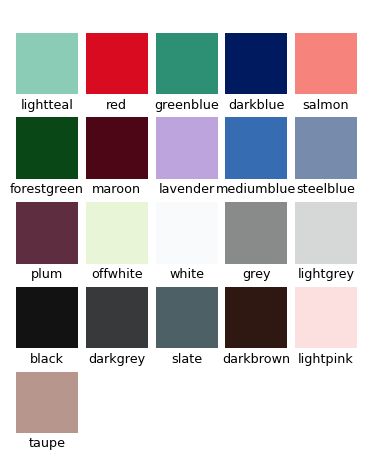 lightteal red greenblue darkblue salmon
forestgreen maroon lavender mediumblue steelblue
plum offwhite white grey lightgrey
black darkgrey slate darkbrown lightpink
taupe